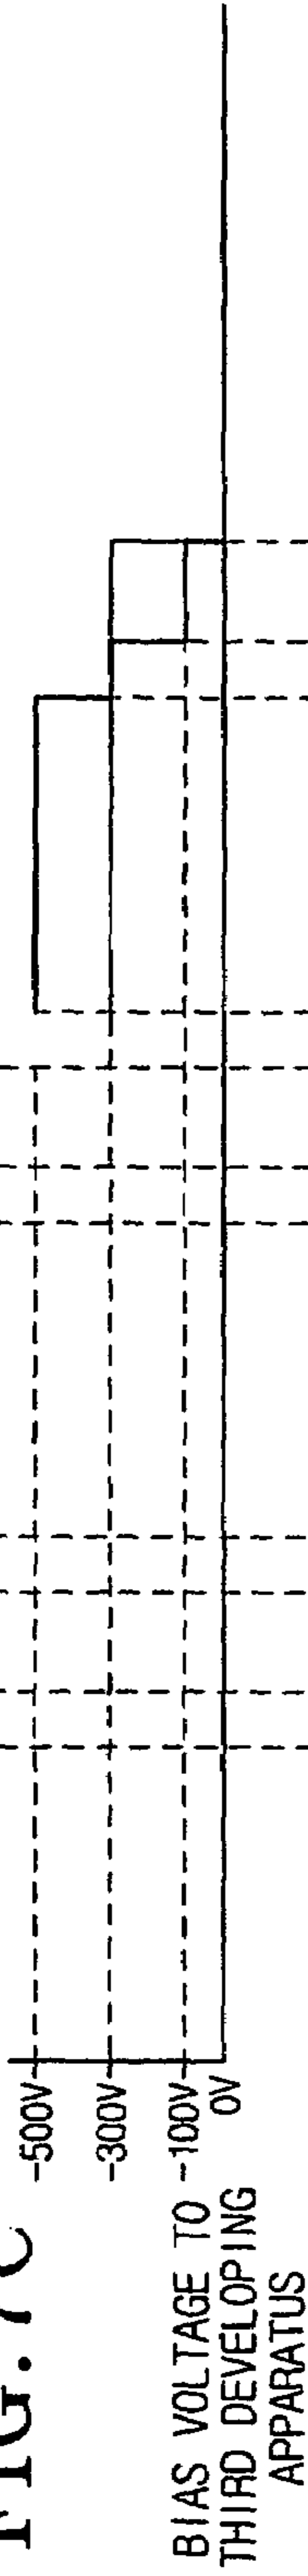 FIG. 7C
-500V
-300V
-100V
0V
BIAS VOLTAGE TO
THIRD DEVELOPING
APPARATUS